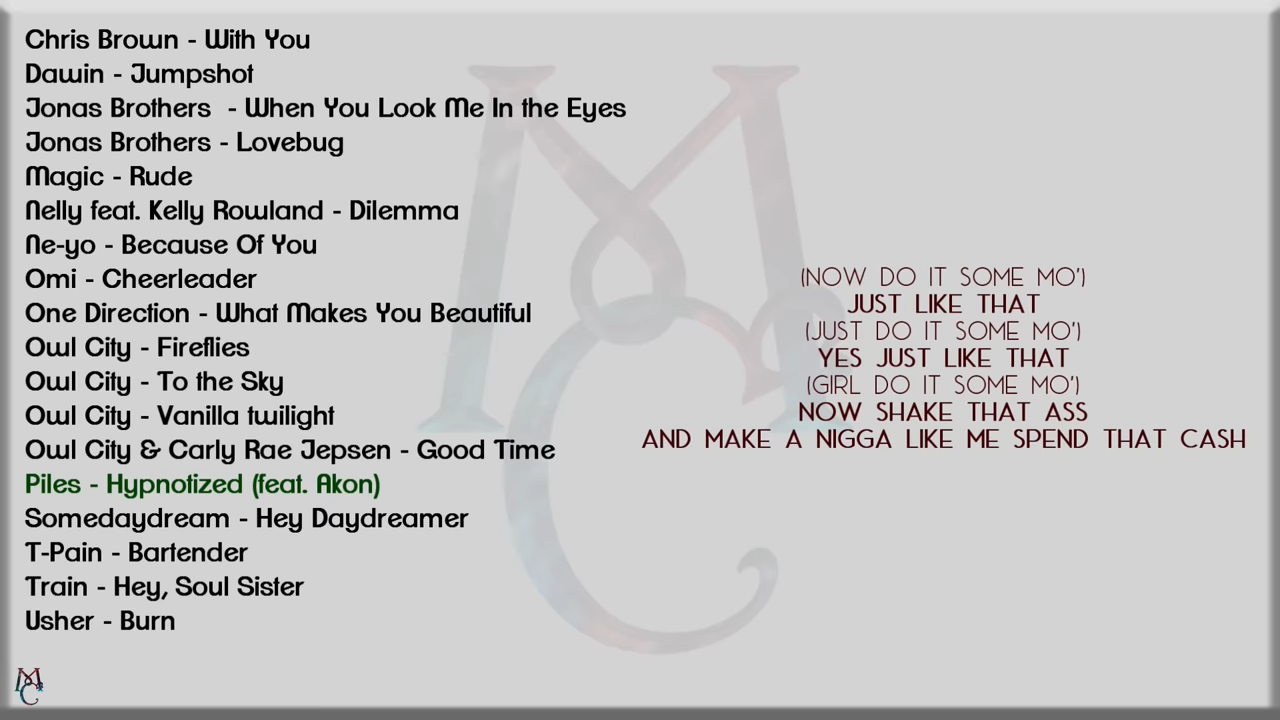 Chris Brown - With You
Dawin - Jumpshot
Jonas Brothers  - When You Look Me In the Eyes
Jonas Brothers - Lovebug
Magic - Rude
Nelly feat. Kelly Rowland - Dilemma
Ne-yo - Because Of You
Omi - Cheerleader
One Direction - What Makes You Beautiful
Owl City - Fireflies
Owl City - To the Sky
Owl City - Vanilla twilight
Owl City & Carly Rae Jepsen - Good Time
Piles - Hypnotized (feat. Akon)
Somedaydream - Hey Daydreamer
T-Pain - Bartender
Train - Hey, Soul Sister
Usher - Burn
(NOW DO IT SOME MO')
JUST LIKE THAT
(JUST DO IT SOME MO')
YES JUST LIKE THAT
(GIRL DO IT SOME MO')
NOW SHAKE THAT ASS
AND MAKE A NIGGA LIKE ME SPEND THAT CASH
MC
MC